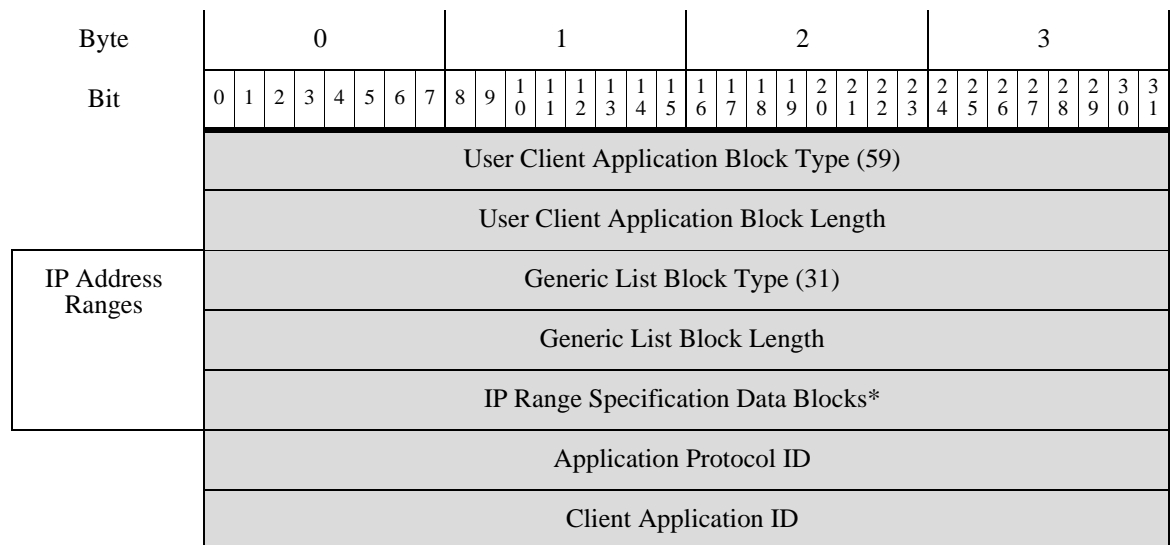 Byte 0 1 2 3
Bit 0 1 2 3 4 5 6 7 8 9 10 11 12 13 14 15 16 17 18 19 20 21 22 23 24 25 26 27 28 29 30 31
User Client Application Block Type (59)
User Client Application Block Length
IP Address
Ranges
Generic List Block Type (31)
Generic List Block Length
IP Range Specification Data Blocks*
Application Protocol ID
Client Application ID